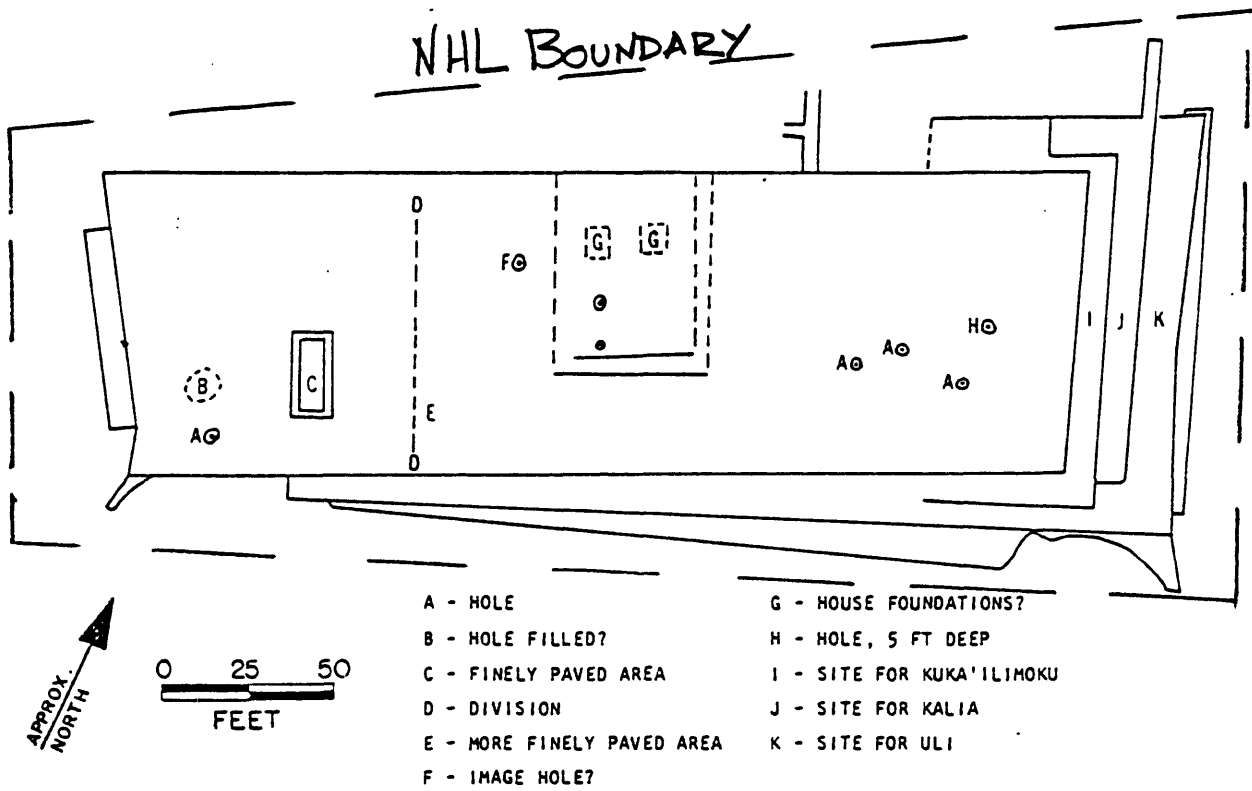 NHL BOUNDARY
D
G G
F
H
I J K
A A
A
B
C
E
A
D
APPROX.
NORTH
0 25 50
FEET
A - HOLE
B - HOLE FILLED?
C - FINELY PAVED AREA
D - DIVISION
E - MORE FINELY PAVED AREA
F - IMAGE HOLE?
G - HOUSE FOUNDATIONS?
H - HOLE, 5 FT DEEP
I - SITE FOR KUKA'ILIMOKU
J - SITE FOR KALIA
K - SITE FOR ULI